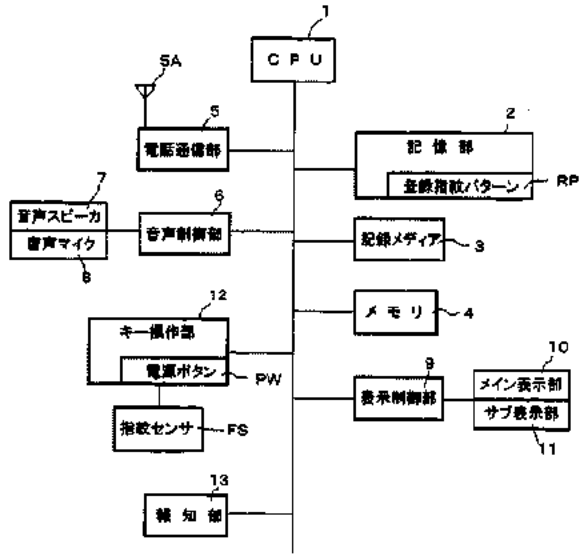 1
CPU
5A
5
電話通信部
2
記憶部
登録指紋パターン
RP
7
音声スピーカ
音声マイク
8
6
音声制御部
記録メディア
3
12
キー操作部
電源ボタン
PW
メモリ
4
指紋センサ
FS
9
表示制御部
10
メイン表示部
サブ表示部
11
13
報知部